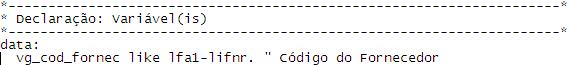 *---------------------------------------------------------------------*
* Declaração: Variável(is)
*---------------------------------------------------------------------*
data:
  vg_cod_fornec like lfa1-lifnr. " Código do Fornecedor